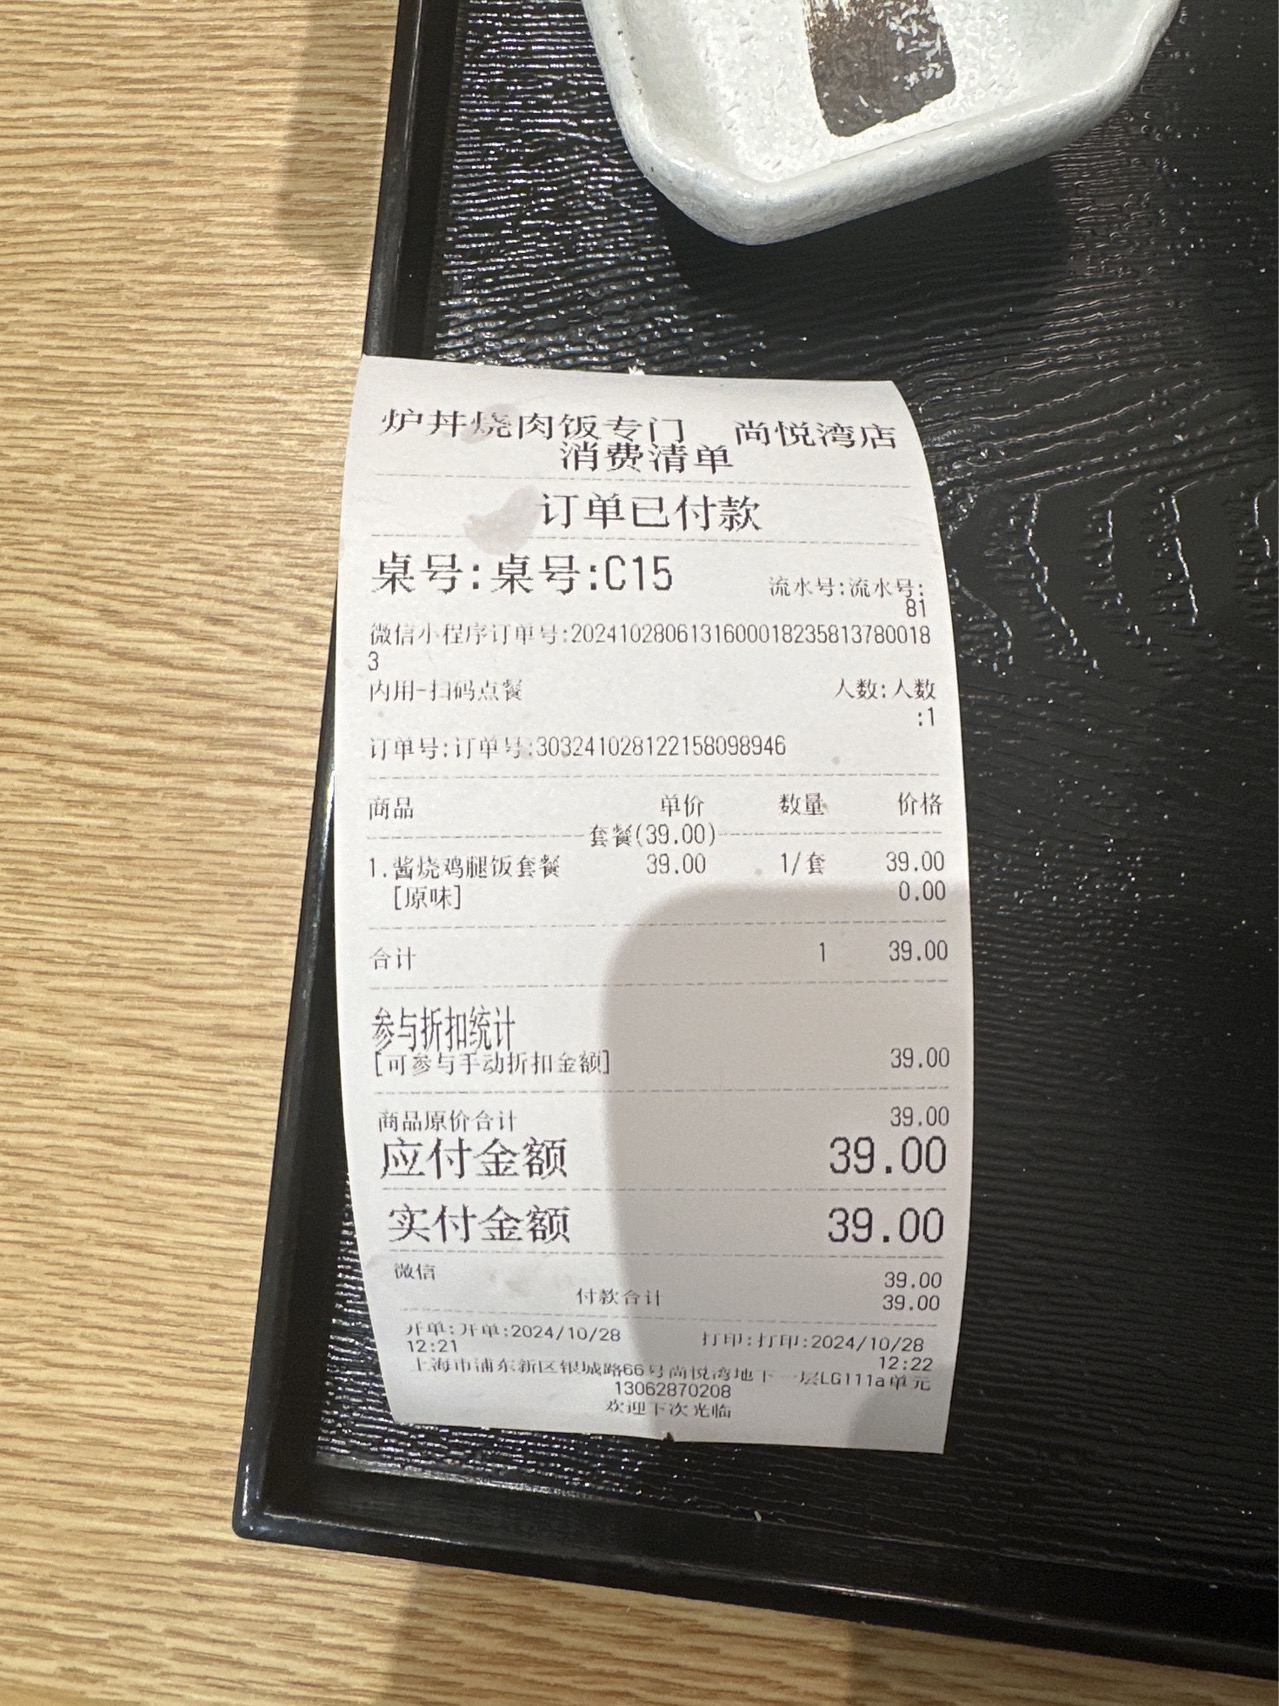 炉丼烧肉饭专门 尚悦湾店
消费清单
订单已付款
桌号:桌号:C15 流水号:流水号:
81
微信小程序订单号:2024102806131600018235813780018
3
内用-扫码点餐 人数:人数
:1
订单号:订单号:303241028122158098946
商品 单价 数量 价格
套餐(39.00)
1.酱烧鸡腿饭套餐 39.00 1/套 39.00
[原味] 0.00
合计 1 39.00
参与折扣统计
[可参与手动折扣金额] 39.00
商品原价合计 39.00
应付金额 39.00
实付金额 39.00
微信 39.00
付款合计 39.00
开单:开单:2024/10/28 打印:打印:2024/10/28
12:21 12:22
上海市浦东新区银城路66号尚悦湾地下一层LG111a单元
13062870208
欢迎下次光临